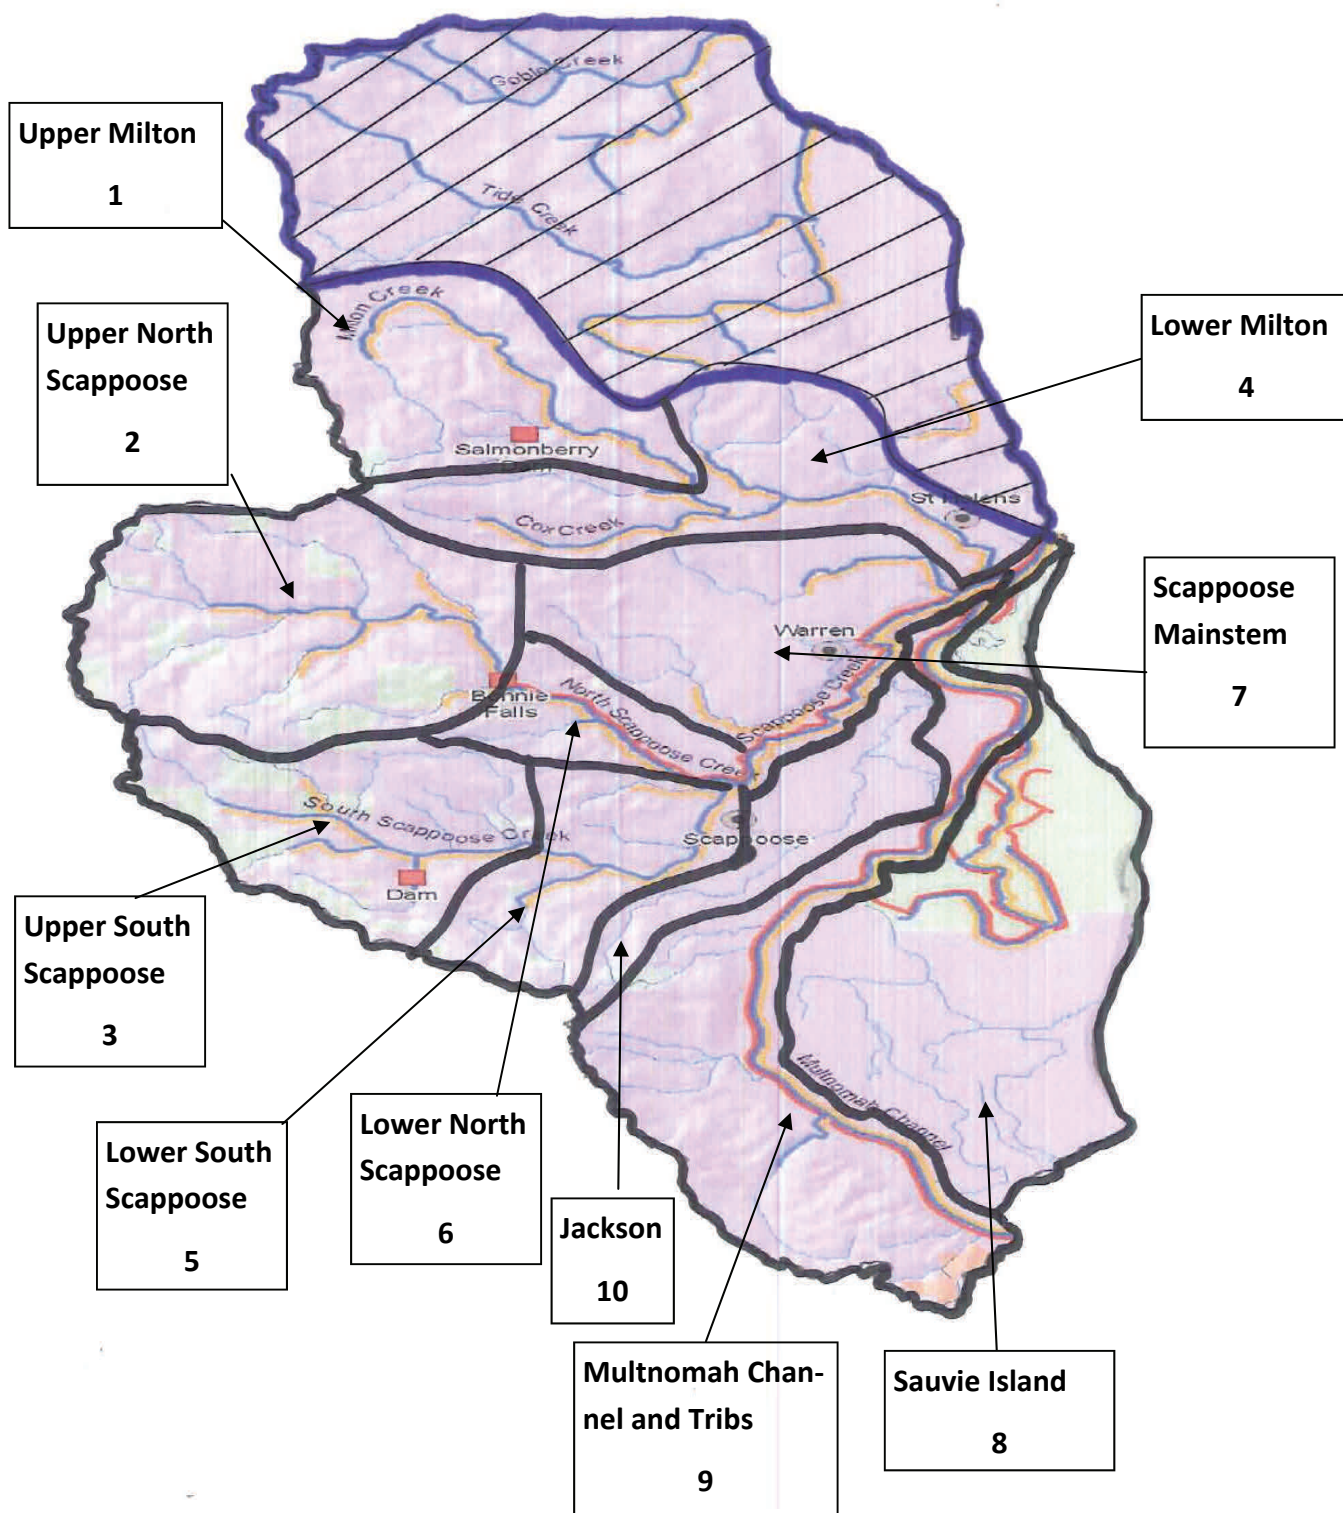 Goble Creek
Upper Milton
1
Tide Creek
Milton Creek
Upper North
Scappoose
2
Lower Milton
4
Salmonberry
Dam
St Helens
Cox Creek
Scappoose
Mainstem
7
Warren
Bonnie
Falls
North Scappoose Creek
Scappoose Creek
South Scappoose Creek
Scappoose
Dam
Upper South
Scappoose
3
Multnomah Channel
Lower South
Scappoose
5
Lower North
Scappoose
6
Jackson
10
Multnomah Chan-
nel and Tribs
9
Sauvie Island
8